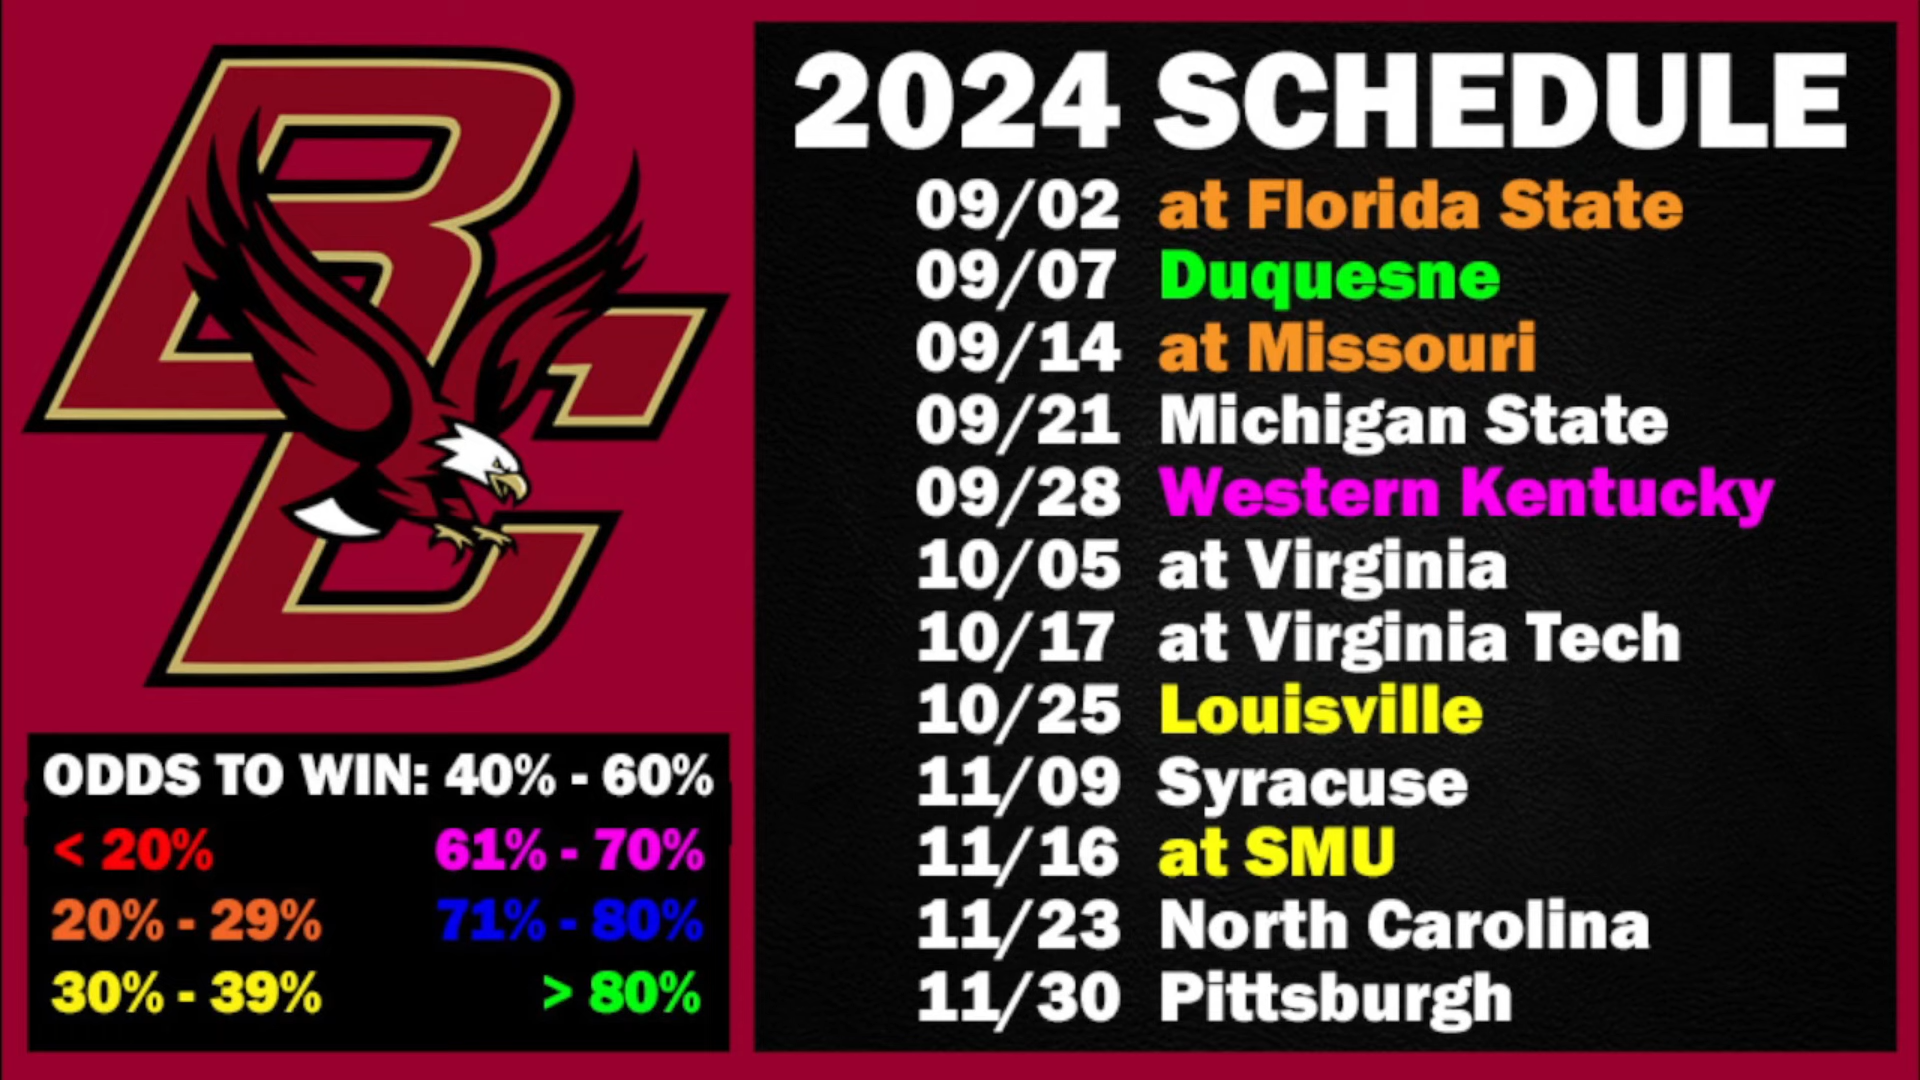 BC
2024 SCHEDULE
09/02 at Florida State
09/07 Duquesne
09/14 at Missouri
09/21 Michigan State
09/28 Western Kentucky
10/05 at Virginia
10/17 at Virginia Tech
10/25 Louisville
11/09 Syracuse
11/16 at SMU
11/23 North Carolina
11/30 Pittsburgh
ODDS TO WIN: 40% - 60%
< 20% 61% - 70%
20% - 29% 71% - 80%
30% - 39% > 80%